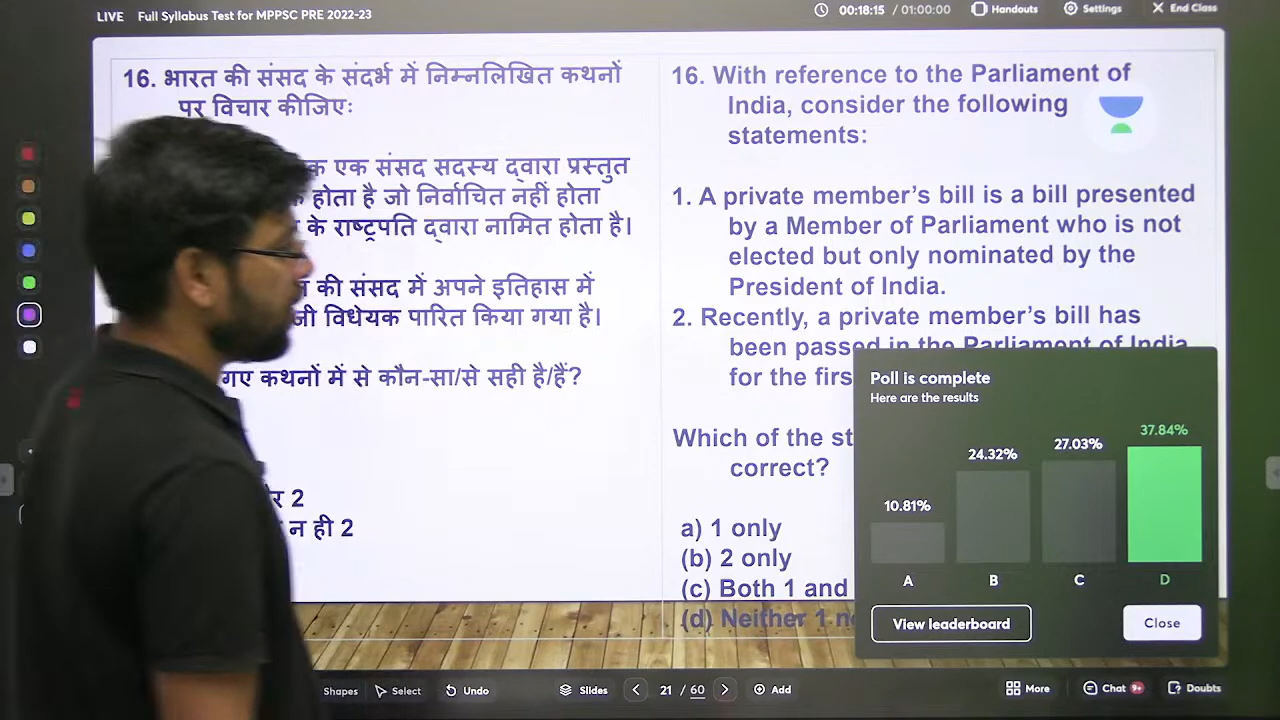 LIVE Full Syllabus Test for MPPSC PRE 2022-23
00:18:15 / 01:00:00 Handouts Settings End Class
16. भारत की संसद के संदर्भ में निम्नलिखित कथनों
पर विचार कीजिएः
एक संसद सदस्य द्वारा प्रस्तुत
होता है जो निर्वाचित नहीं होता
के राष्ट्रपति द्वारा नामित होता है।
की संसद में अपने इतिहास में
विधेयक पारित किया गया है।
गए कथनों में से कौन-सा/से सही है/हैं?
2
न ही 2
16. With reference to the Parliament of
India, consider the following
statements:
1. A private member’s bill is a bill presented
by a Member of Parliament who is not
elected but only nominated by the
President of India.
2. Recently, a private member’s bill has
been passed in the Parliament of India
for the
Which of the
correct?
a) 1 only
(b) 2 only
(c) Both 1 and
(d) Neither 1
Poll is complete
Here are the results
10.81% 24.32% 27.03% 37.84%
A B C D
View leaderboard Close
Shapes Select Undo Slides 21 / 60 Add More Chat 9+ Doubts